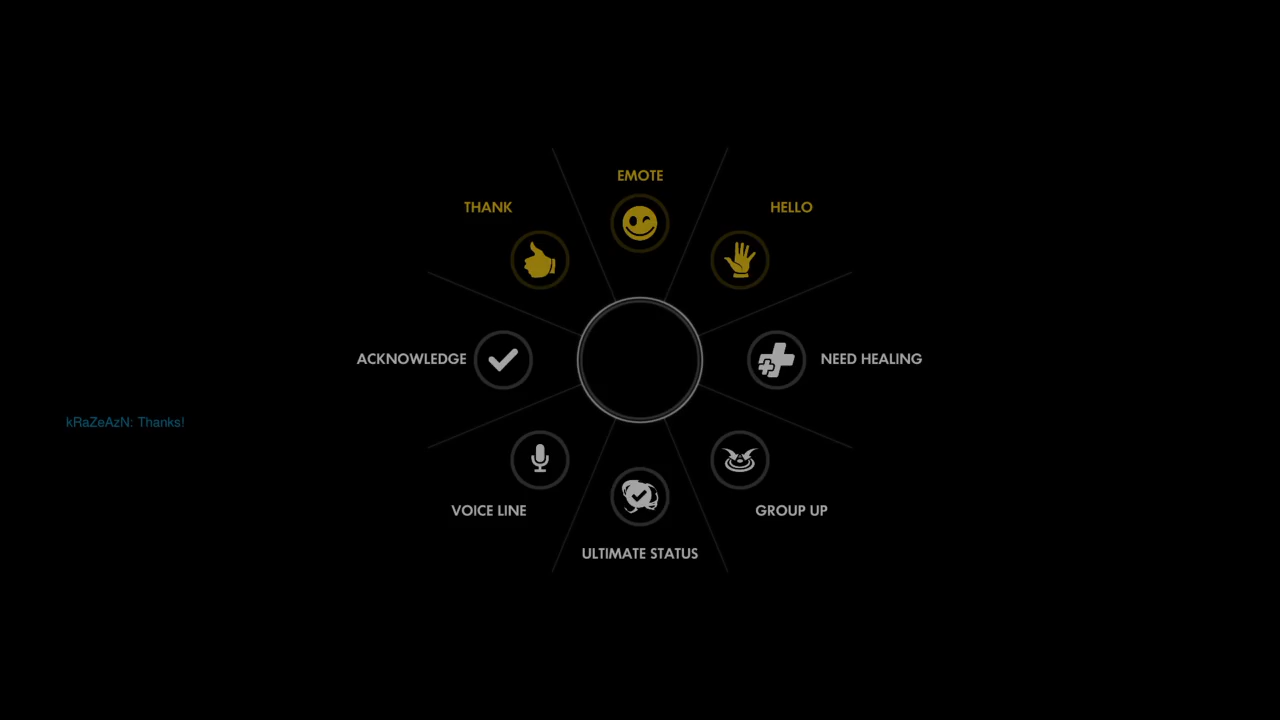 EMOTE
THANK
HELLO
ACKNOWLEDGE
NEED HEALING
kRaZeAzN: Thanks!
VOICE LINE
GROUP UP
ULTIMATE STATUS